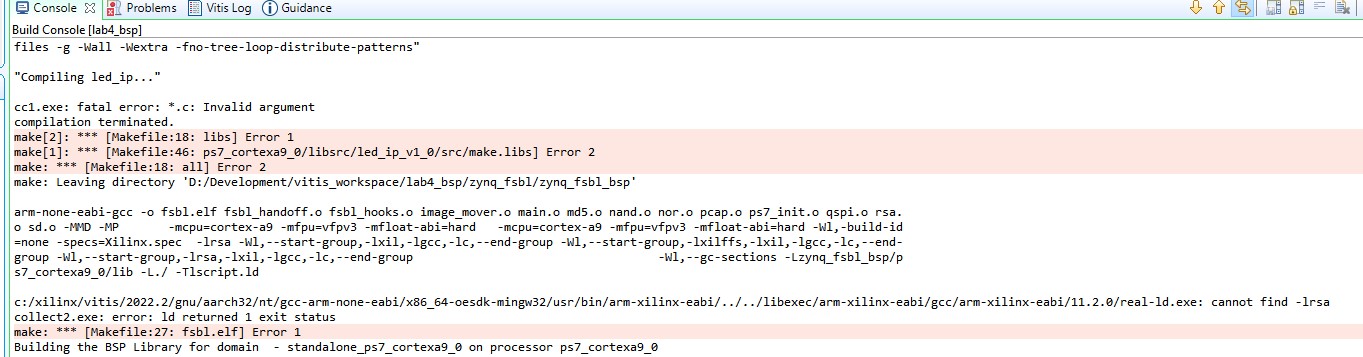 Console
Problems
Vitis Log
Guidance
Build Console [lab4_bsp]
files -g -Wall -Wextra -fno-tree-loop-distribute-patterns"
"Compiling led_ip..."
cc1.exe: fatal error: *.c: Invalid argument
compilation terminated.
make[2]: *** [Makefile:18: libs] Error 1
make[1]: *** [Makefile:46: ps7_cortexa9_0/libsrc/led_ip_v1_0/src/make.libs] Error 2
make: *** [Makefile:18: all] Error 2
make: Leaving directory 'D:/Development/vitis_workspace/lab4_bsp/zynq_fsbl/zynq_fsbl_bsp'
arm-none-eabi-gcc -o fsbl.elf fsbl_handoff.o fsbl_hooks.o image_mover.o main.o md5.o nand.o nor.o pcap.o ps7_init.o qspi.o rsa.
o sd.o -MMD -MP      -mcpu=cortex-a9 -mfpu=vfpv3 -mfloat-abi=hard   -mcpu=cortex-a9 -mfpu=vfpv3 -mfloat-abi=hard -Wl,-build-id
=none -specs=Xilinx.spec  -lrsa -Wl,--start-group,-lxil,-lgcc,-lc,--end-group -Wl,--start-group,-lxilffs,-lxil,-lgcc,-lc,--end-
group -Wl,--start-group,-lrsa,-lxil,-lgcc,-lc,--end-group                                  -Wl,--gc-sections -Lzynq_fsbl_bsp/p
s7_cortexa9_0/lib -L./ -Tlscript.ld
c:/xilinx/vitis/2022.2/gnu/aarch32/nt/gcc-arm-none-eabi/x86_64-oesdk-mingw32/usr/bin/arm-xilinx-eabi/../../libexec/arm-xilinx-eabi/gcc/arm-xilinx-eabi/11.2.0/real-ld.exe: cannot find -lrsa
collect2.exe: error: ld returned 1 exit status
make: *** [Makefile:27: fsbl.elf] Error 1
Building the BSP Library for domain  - standalone_ps7_cortexa9_0 on processor ps7_cortexa9_0